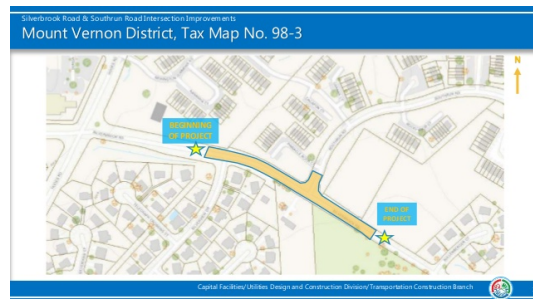 Silverbrook Road & Southrun Road Intersection Improvements
Mount Vernon District, Tax Map No. 98-3
N
BEGINNING
OF PROJECT
END OF
PROJECT
Capital Facilities/Utilities Design and Construction Division/Transportation Construction Branch